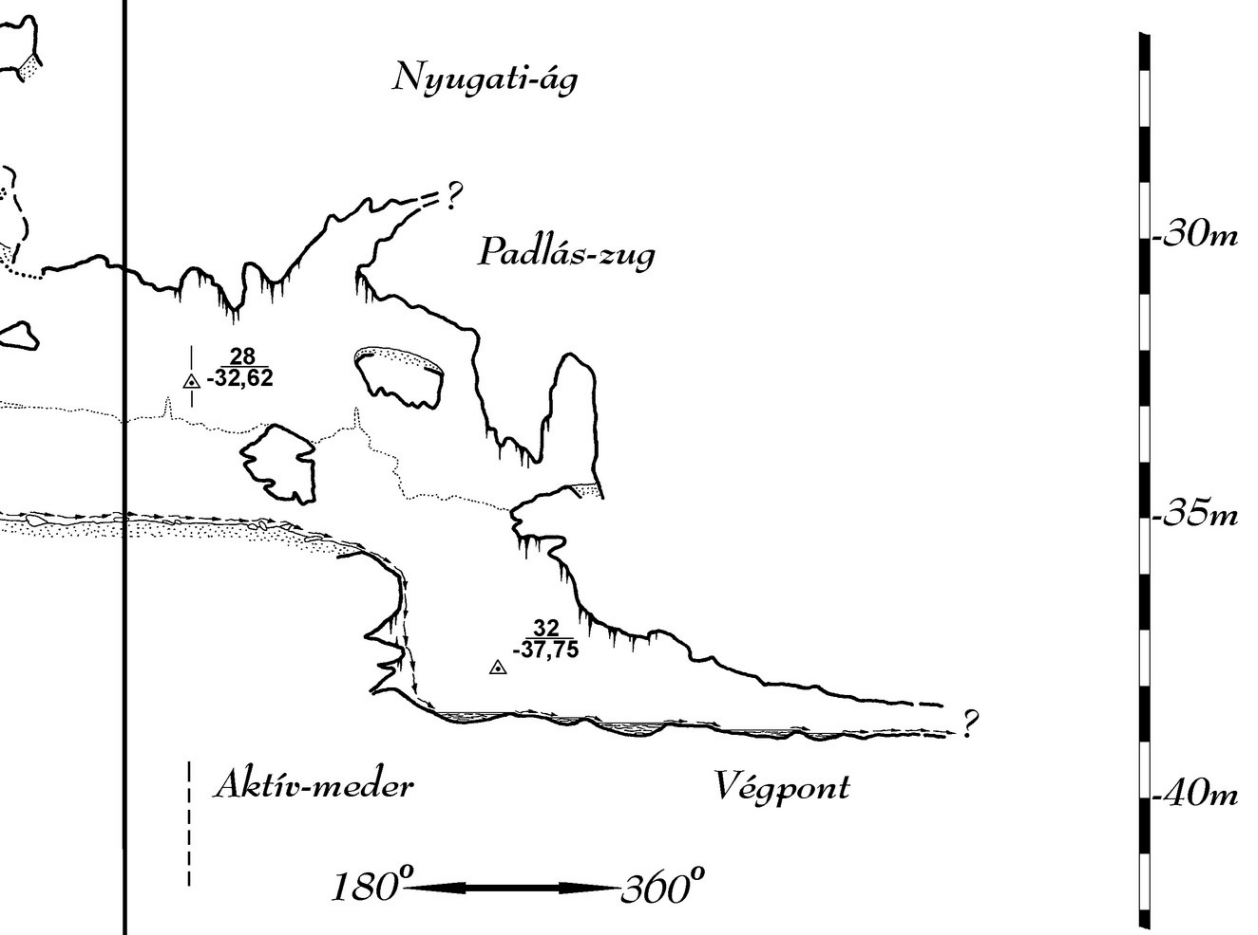 Nyugati-ág
?
Padlás-zug
-30m
28
-32,62
-35m
32
-37,75
?
Aktív-meder
Végpont
-40m
180° 360°